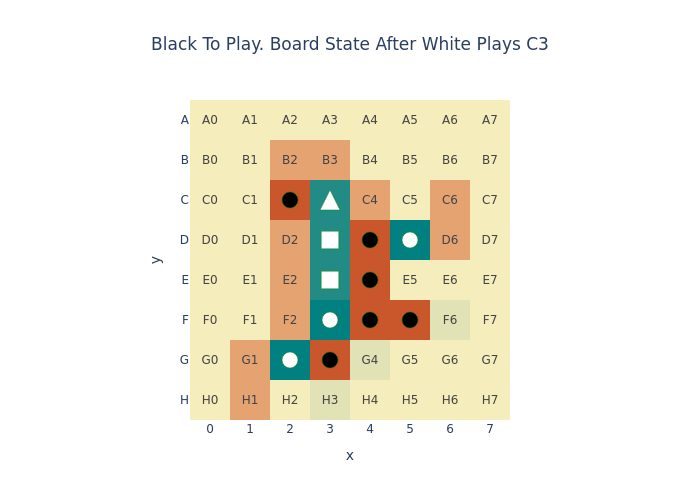 Black To Play. Board State After White Plays C3
A A0 A1 A2 A3 A4 A5 A6 A7
B B0 B1 B2 B3 B4 B5 B6 B7
C C0 C1 C4 C5 C6 C7
D D0 D1 D2 D6 D7
y
E E0 E1 E2 E5 E6 E7
F F0 F1 F2 F6 F7
G G0 G1 G4 G5 G6 G7
H H0 H1 H2 H3 H4 H5 H6 H7
0 1 2 3 4 5 6 7
x